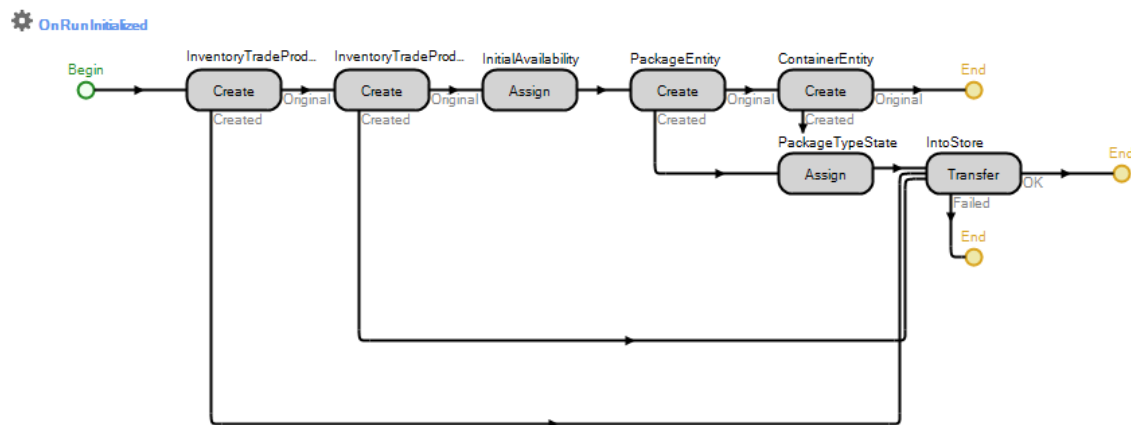 OnRunInitialized
Begin
InventoryTradeProd...
InventoryTradeProd...
InitialAvailability
PackageEntity
ContainerEntity
End
Create
Create
Assign
Create
Create
Original
Original
Original
Original
Created
Created
Created
Created
PackageTypeState
IntoStore
End
Assign
Transfer
OK
Failed
End